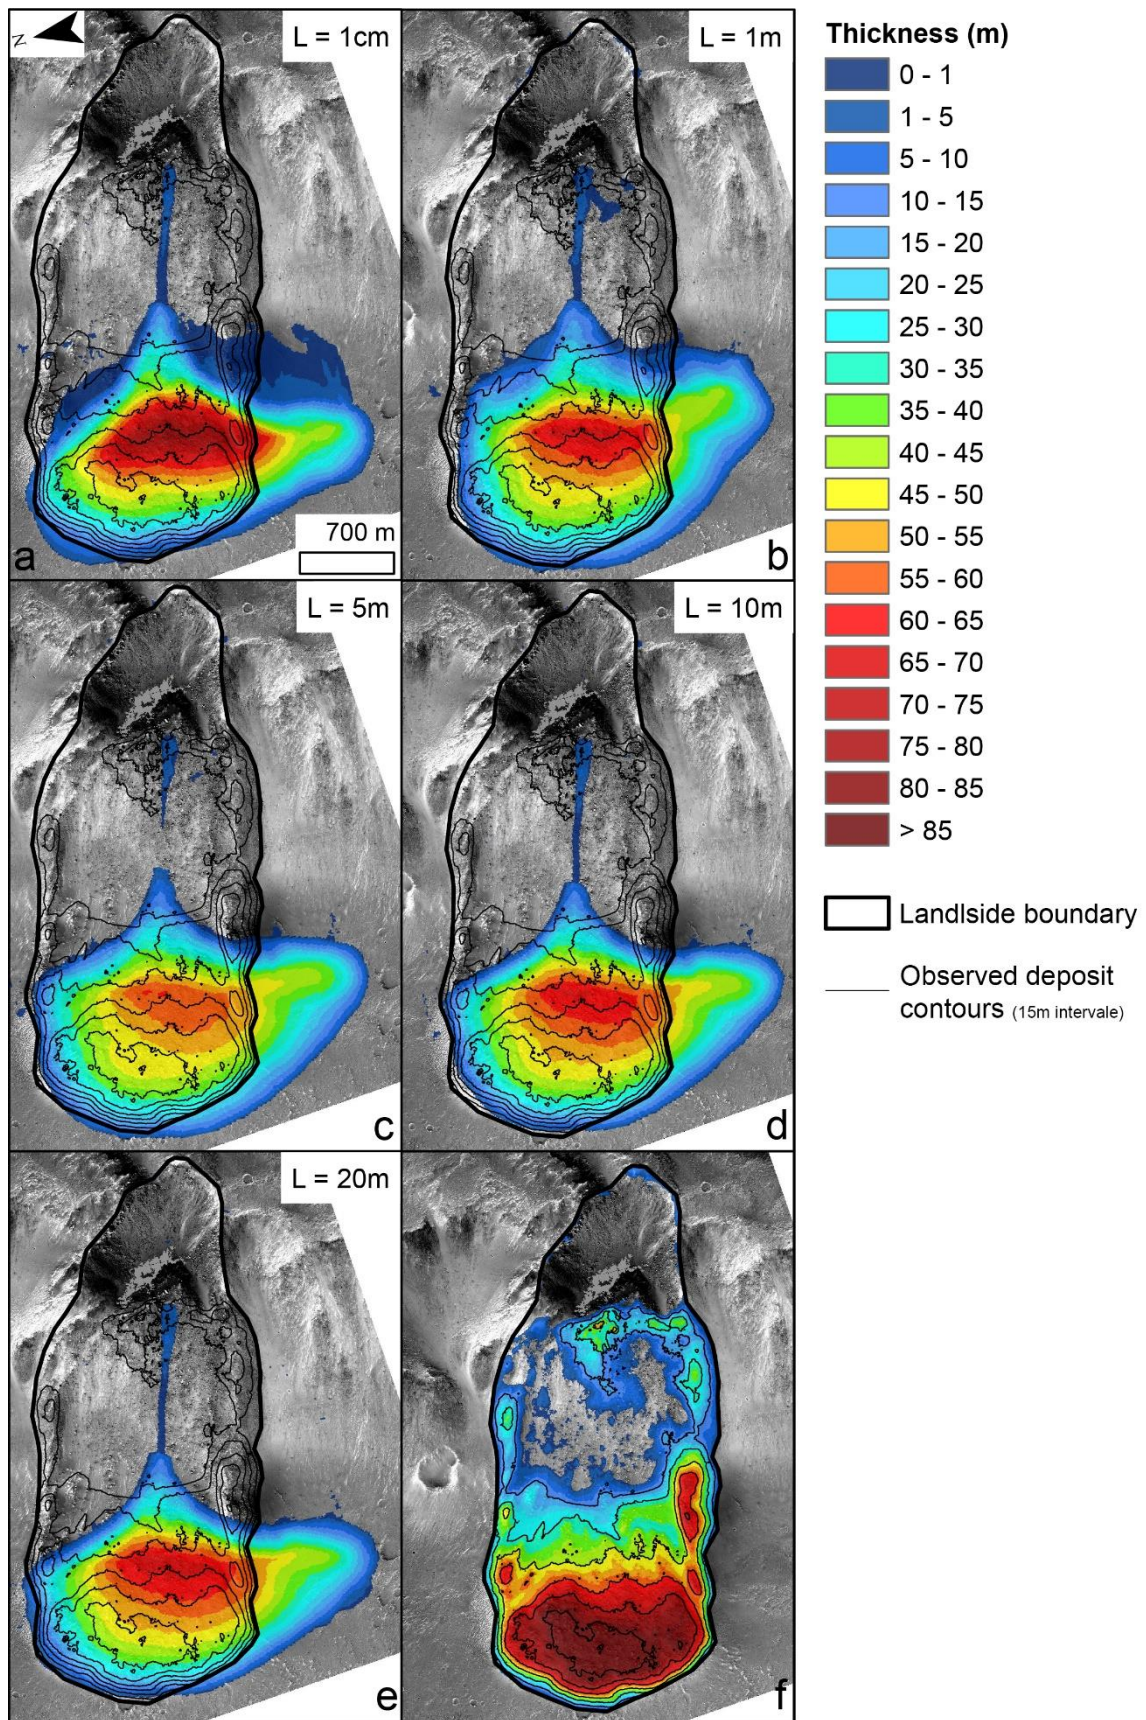 N
L = 1cm
L = 1m
a
700 m
b
L = 5m
L = 10m
c
d
L = 20m
e
f
Thickness (m)
0 - 1
1 - 5
5 - 10
10 - 15
15 - 20
20 - 25
25 - 30
30 - 35
35 - 40
40 - 45
45 - 50
50 - 55
55 - 60
60 - 65
65 - 70
70 - 75
75 - 80
80 - 85
> 85
Landlside boundary
Observed deposit
contours (15m intervale)